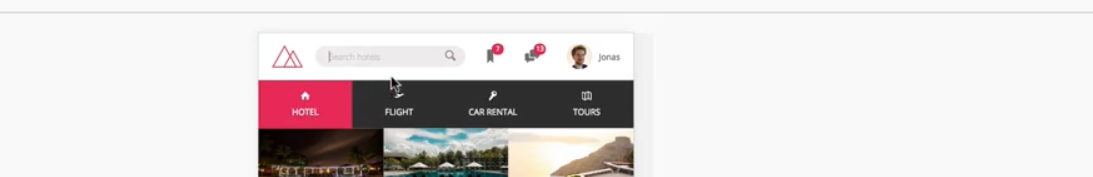 Search hotels
7
13
Jonas
HOTEL
FLIGHT
CAR RENTAL
TOURS